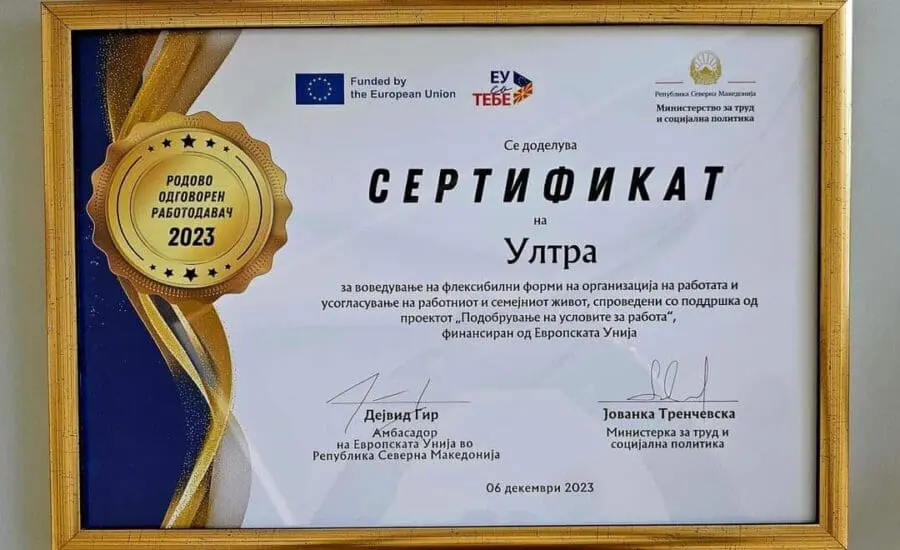 Funded by
the European Union
ЕУ
со
ТЕБЕ
Република Северна Македонија
Министерство за труд
и социјална политика
РОДОВО
ОДГОВОРЕН
РАБОТОДАВАЧ
2023
Се доделува
СЕРТИФИКАТ
на
Ултра
за воведување на флексибилни форми на организација на работата и
усогласување на работниот и семејниот живот, спроведени со поддршка од
проектот „Подобрување на условите за работа“,
финансиран од Европската Унија
Дејвид Гир
Амбасадор
на Европската Унија во
Република Северна Македонија
Јованка Тренчевска
Министерка за труд и
социјална политика
06 декември 2023